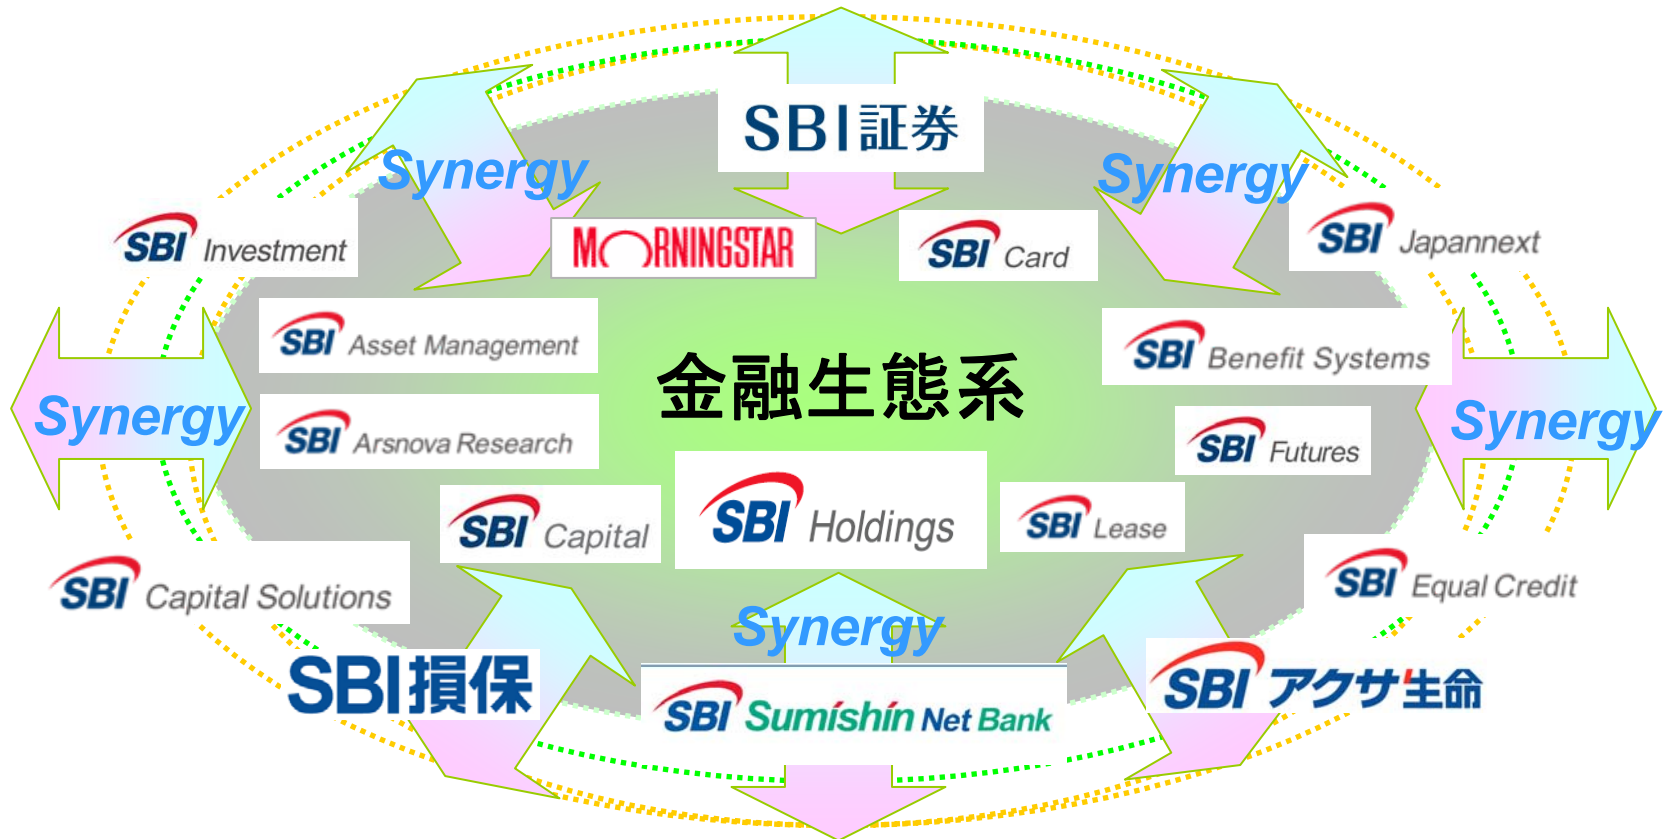 SBI証券
Synergy
Synergy
SBI Investment
MORNINGSTAR
SBI Card
SBI Japannext
SBI Asset Management
SBI Benefit Systems
金融生態系
Synergy
Synergy
SBI Arsnova Research
SBI Futures
SBI Capital
SBI Holdings
SBI Lease
SBI Capital Solutions
SBI Equal Credit
Synergy
SBI損保
SBI Sumishin Net Bank
SBI アクサ生命